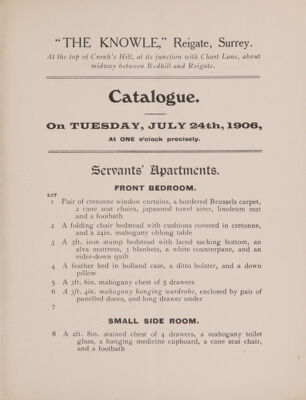 "THE KNOWLE," Reigate, Surrey.
At the top of Cronk's Hill, at its junction with Chart Lane, about
midway between Redhill and Reigate.
Catalogue.
On TUESDAY, JULY 24th, 1906,
At ONE o'clock precisely.
Servants' Apartments.
FRONT BEDROOM.
LOT
1 Pair of cretonne window curtains, a bordered Brussels carpet,
2 cane seat chairs, japanned towel airer, linoleum mat
and a footbath
2 A folding chair bedstead with cushions covered in cretonne,
and a 24in. mahogany oblong table
3 A 3ft. iron stump bedstead with laced sacking bottom, an
alva mattress, 3 blankets, a white counterpane, and an
eider-down quilt
4 A feather bed in holland case, a ditto bolster, and a down
pillow
5 A 3ft. 6in. mahogany chest of 5 drawers
6 A 3ft. 4in. mahogany hanging wardrobe, enclosed by pair of
panelled doors, and long drawer under
7
SMALL SIDE ROOM.
8 A 2ft. 8in. stained chest of 4 drawers, a mahogany toilet
glass, a hanging medicine cupboard, a cane seat chair,
and a footbath